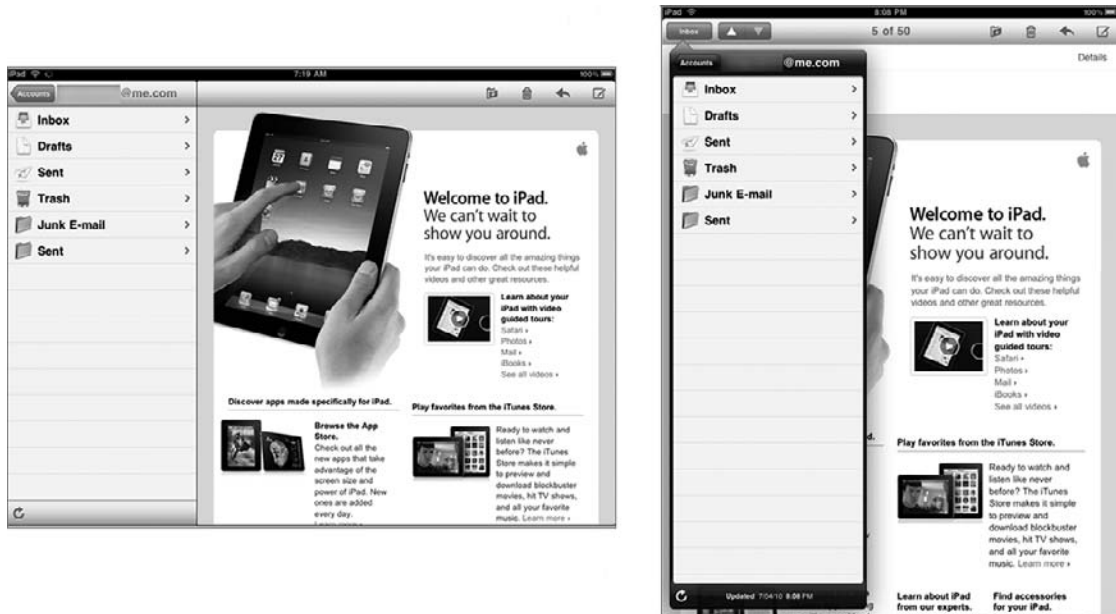 iPad
7:19 AM
100%
Accounts
@me.com
Inbox
Drafts
Sent
Trash
Junk E-mail
Sent
Welcome to iPad.
We can't wait to
show you around.
It's easy to discover all the amazing things
your iPad can do. Check out these helpful
videos and other great resources.
Learn about your
iPad with video
guided tours:
Safari ›
Photos ›
Mail ›
iBooks ›
See all videos ›
Discover apps made specifically for iPad.
Browse the App
Store.
Check out all the
new apps that take
advantage of the
screen size and
power of iPad. New
ones are added
every day.
Learn more ›
Play favorites from the iTunes Store.
Ready to watch and
listen like never
before? The iTunes
Store makes it simple
to preview and
download blockbuster
movies, hit TV shows,
and all your favorite
music. Learn more ›
iPad
8:08 PM
100%
Inbox
5 of 50
Details
Accounts
@me.com
Inbox
Drafts
Sent
Trash
Junk E-mail
Sent
Updated 7/04/10 8:08 PM
Welcome to iPad.
We can't wait to
show you around.
It's easy to discover all the amazing things
your iPad can do. Check out these helpful
videos and other great resources.
Learn about your
iPad with video
guided tours:
Safari ›
Photos ›
Mail ›
iBooks ›
See all videos ›
d.
Play favorites from the iTunes Store.
Ready to watch and
listen like never
before? The iTunes
Store makes it simple
to preview and
download blockbuster
movies, hit TV shows,
and all your favorite
music. Learn more ›
Learn about iPad
from our experts.
Find accessories
for your iPad.